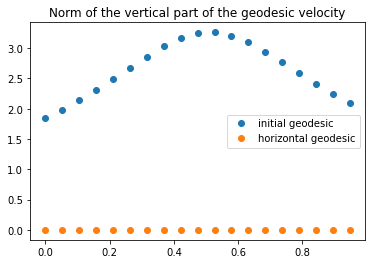 Norm of the vertical part of the geodesic velocity
3.0
2.5
2.0
1.5
1.0
0.5
0.0
initial geodesic
horizontal geodesic
0.0 0.2 0.4 0.6 0.8